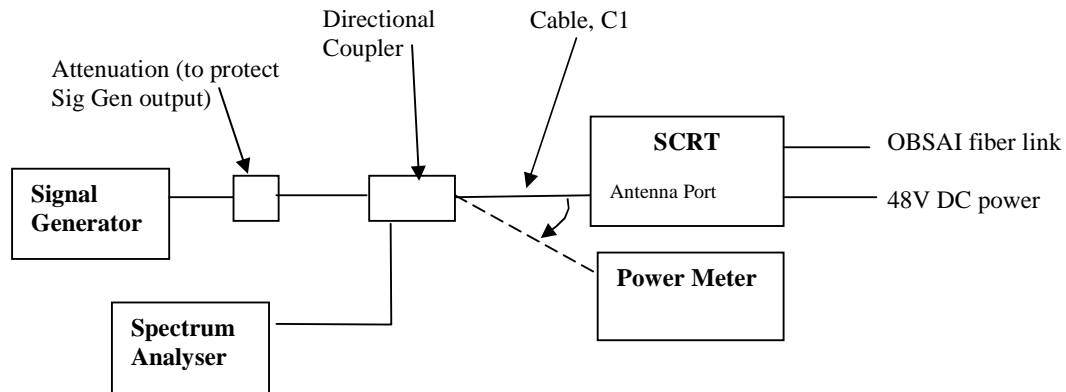 Directional
Coupler
Cable, C1
Attenuation (to protect
Sig Gen output)
SCRT
OBSAI fiber link
Antenna Port
48V DC power
Signal
Generator
Power Meter
Spectrum
Analyser